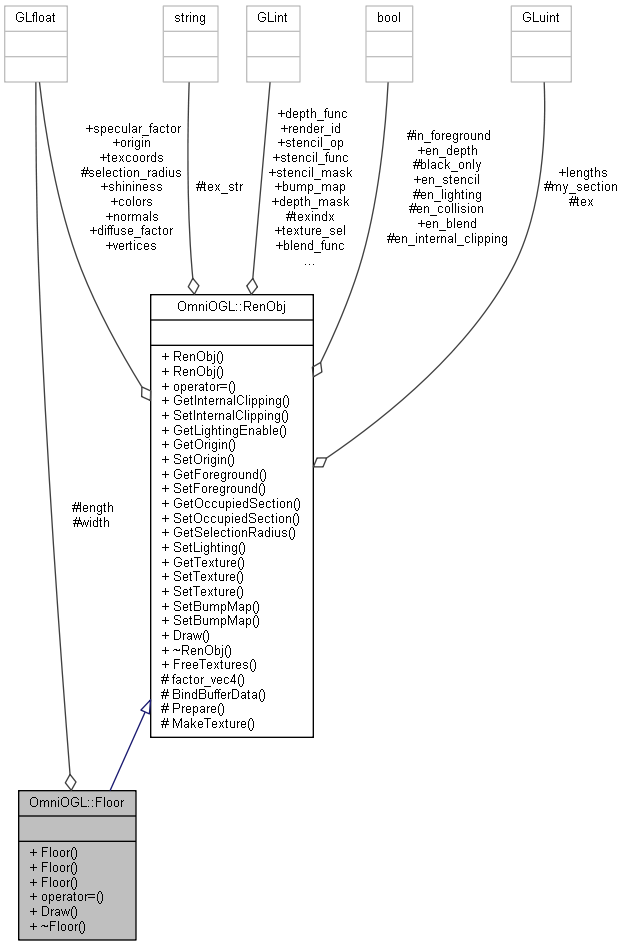 GLfloat
string
GLint
bool
GLuint
+specular_factor
+origin
+texcoords
#selection_radius
+shininess
+colors
+normals
+diffuse_factor
+vertices
#tex_str
+depth_func
+render_id
+stencil_op
+stencil_func
+stencil_mask
+bump_map
+depth_mask
#texindx
+texture_sel
+blend_func
...
#in_foreground
+en_depth
#black_only
+en_stencil
#en_lighting
#en_collision
+en_blend
#en_internal_clipping
+lengths
#my_section
#tex
OmniOGL::RenObj
+ RenObj()
+ RenObj()
+ operator=()
+ GetInternalClipping()
+ SetInternalClipping()
+ GetLightingEnable()
+ GetOrigin()
+ SetOrigin()
+ GetForeground()
+ SetForeground()
+ GetOccupiedSection()
+ SetOccupiedSection()
+ GetSelectionRadius()
+ SetLighting()
+ GetTexture()
+ SetTexture()
+ SetTexture()
+ SetBumpMap()
+ SetBumpMap()
+ Draw()
+ ~RenObj()
+ FreeTextures()
# factor_vec4()
# BindBufferData()
# Prepare()
# MakeTexture()
#length
#width
OmniOGL::Floor
+ Floor()
+ Floor()
+ Floor()
+ operator=()
+ Draw()
+ ~Floor()